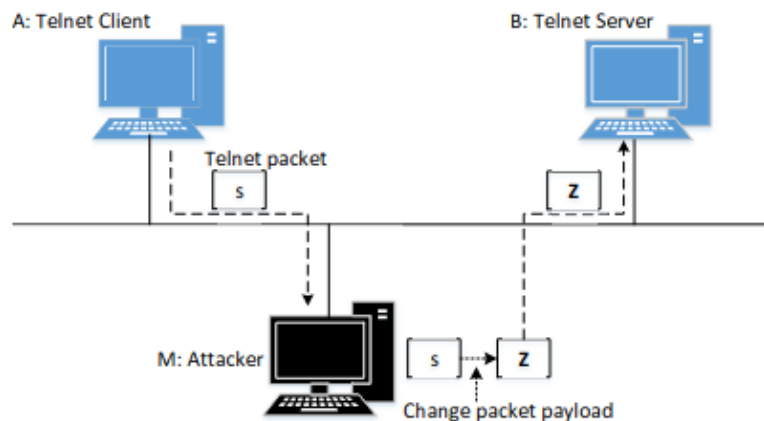 A: Telnet Client
B: Telnet Server
Telnet packet
s
Z
M: Attacker
s
Z
Change packet payload